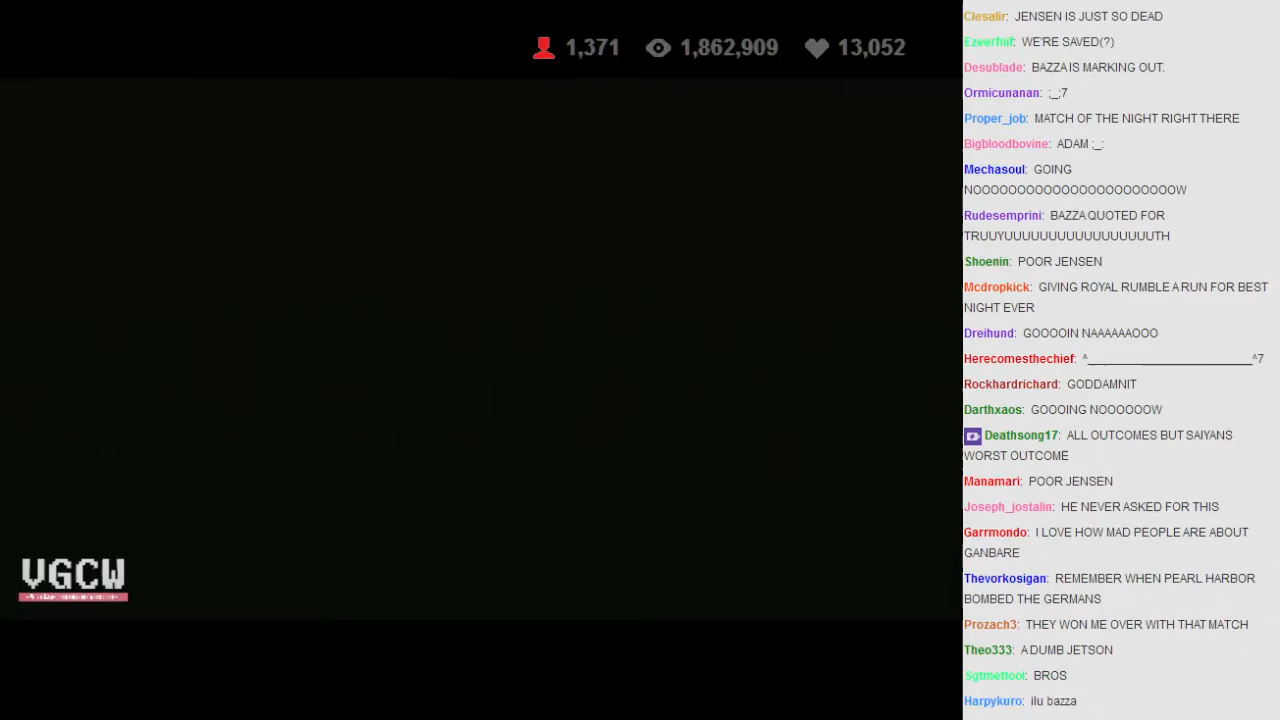 1,371 1,862,909 13,052
VGCW
Clesalir: JENSEN IS JUST SO DEAD
Ezeerfnif: WE'RE SAVED(?)
Desublade: BAZZA IS MARKING OUT.
Ormicunanan: ;_;7
Proper_job: MATCH OF THE NIGHT RIGHT THERE
Bigbloodbovine: ADAM ;_;
Mechasoul: GOING
NOOOOOOOOOOOOOOOOOOOOOOOW
Rudesemprini: BAZZA QUOTED FOR
TRUUYUUUUUUUUUUUUUUUUUTH
Shoenin: POOR JENSEN
Mcdropkick: GIVING ROYAL RUMBLE A RUN FOR BEST
NIGHT EVER
Dreihund: GOOOOIN NAAAAAAOOO
Herecomesthechief: ^_________________________^7
Rockhardrichard: GODDAMNIT
Darthxaos: GOOOING NOOOOOOW
Deathsong17: ALL OUTCOMES BUT SAIYANS
WORST OUTCOME
Manamari: POOR JENSEN
Joseph_jostalin: HE NEVER ASKED FOR THIS
Garrmondo: I LOVE HOW MAD PEOPLE ARE ABOUT
GANBARE
Thevorkosigan: REMEMBER WHEN PEARL HARBOR
BOMBED THE GERMANS
Prozach3: THEY WON ME OVER WITH THAT MATCH
Theo333: A DUMB JETSON
Sgtmettool: BROS
Harpykuro: ilu bazza